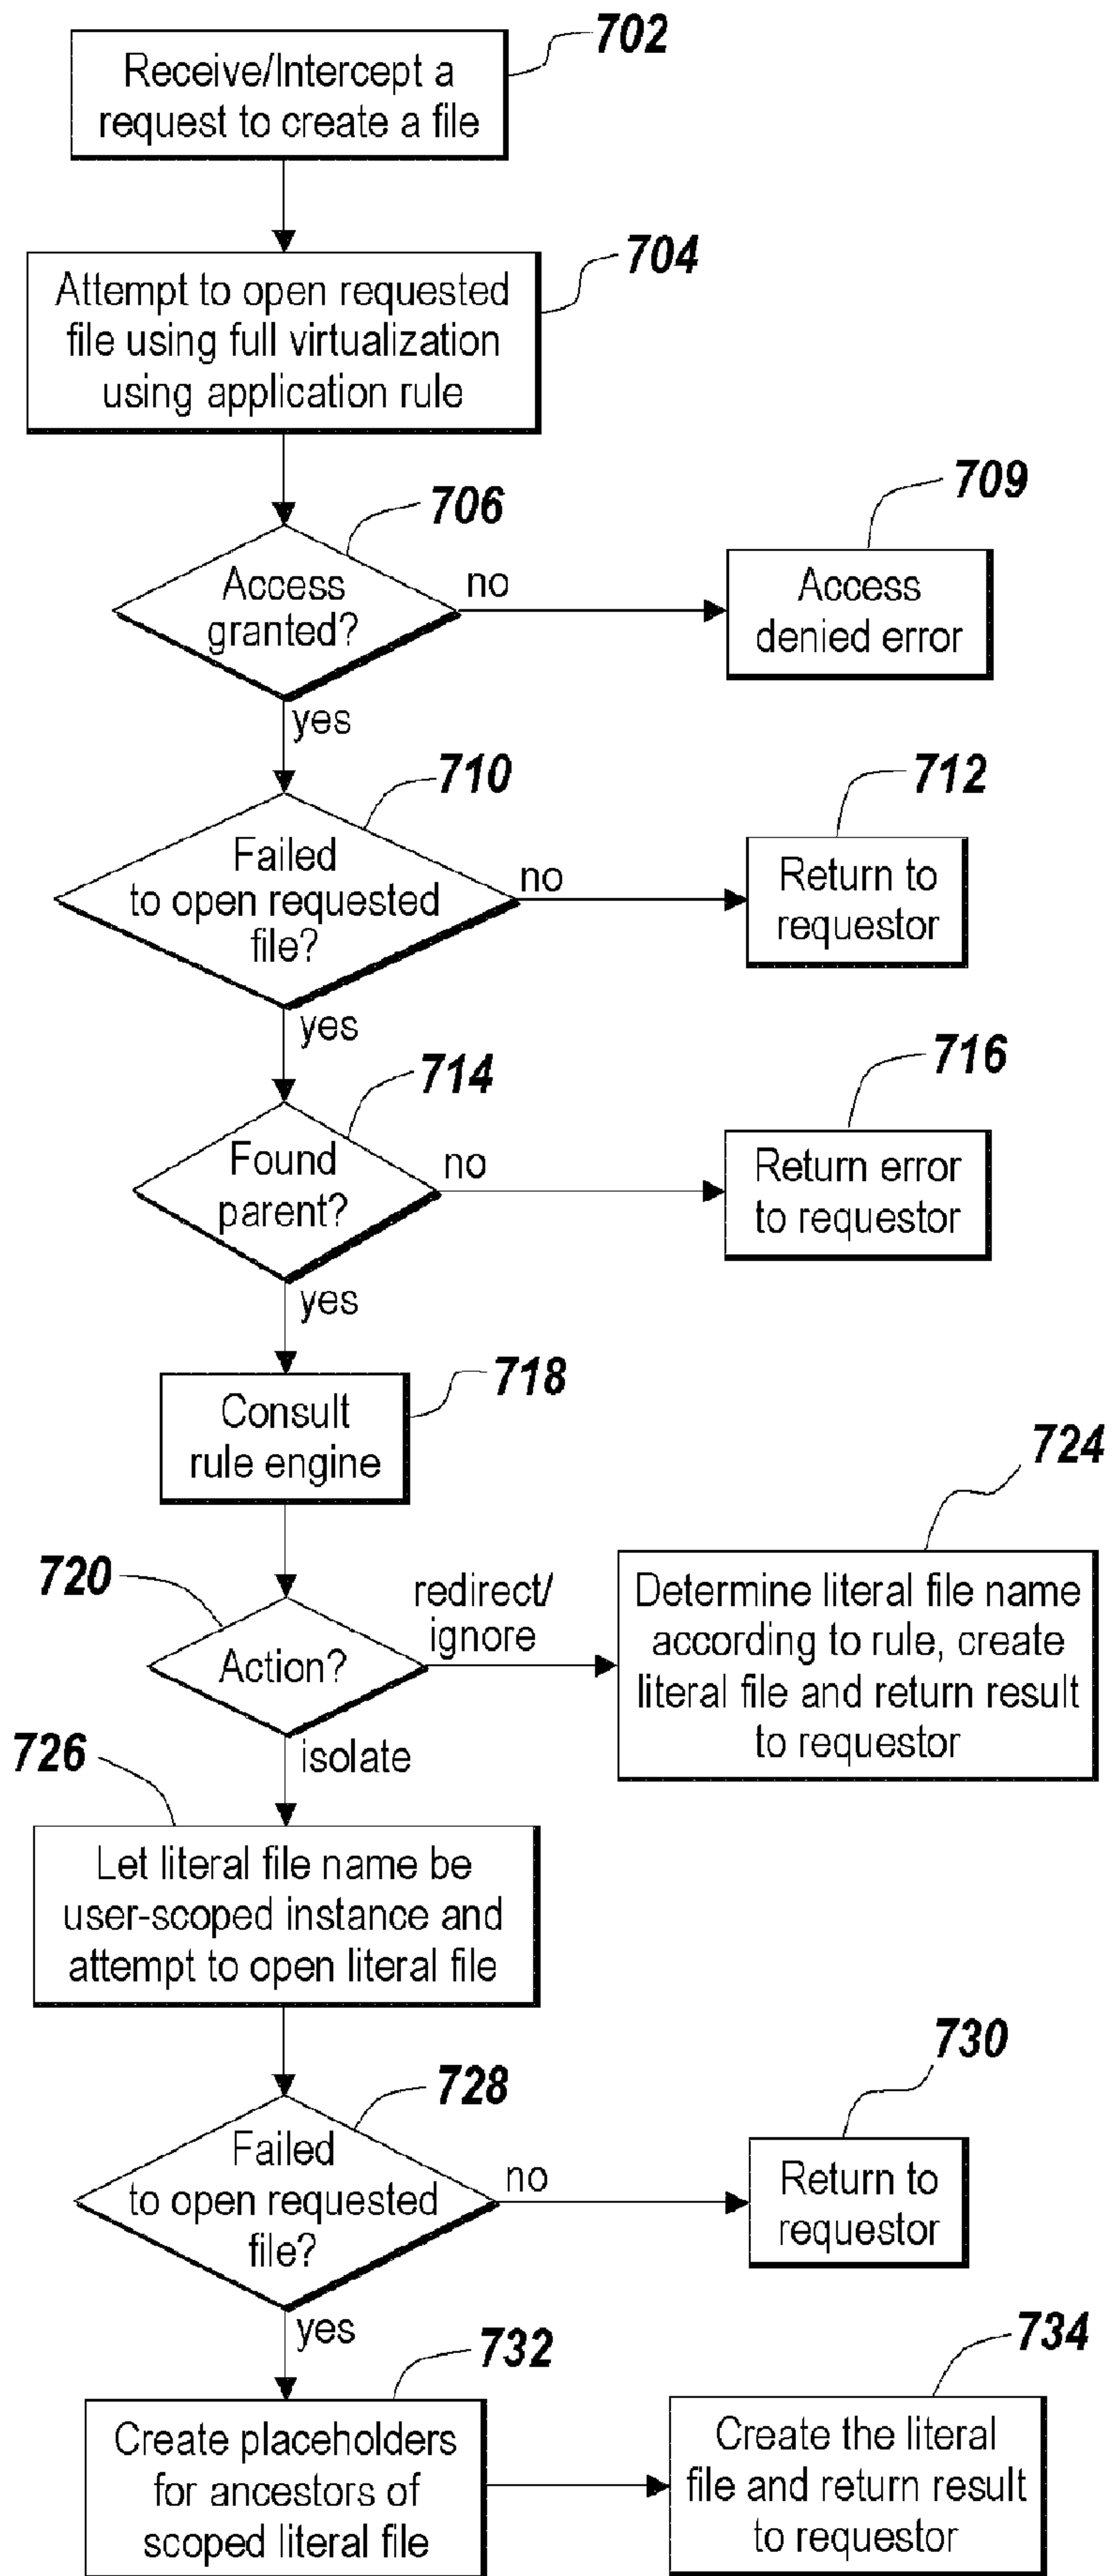 702
Receive/Intercept a
request to create a file
704
Attempt to open requested
file using full virtualization
using application rule
706
Access
granted?
no
709
Access
denied error
yes
710
Failed
to open requested
file?
no
712
Return to
requestor
yes
714
Found
parent?
no
716
Return error
to requestor
yes
718
Consult
rule engine
720
Action?
redirect/
ignore
724
Determine literal file name
according to rule, create
literal file and return result
to requestor
isolate
726
Let literal file name be
user-scoped instance and
attempt to open literal file
728
Failed
to open requested
file?
no
730
Return to
requestor
yes
732
Create placeholders
for ancestors of
scoped literal file
734
Create the literal
file and return result
to requestor